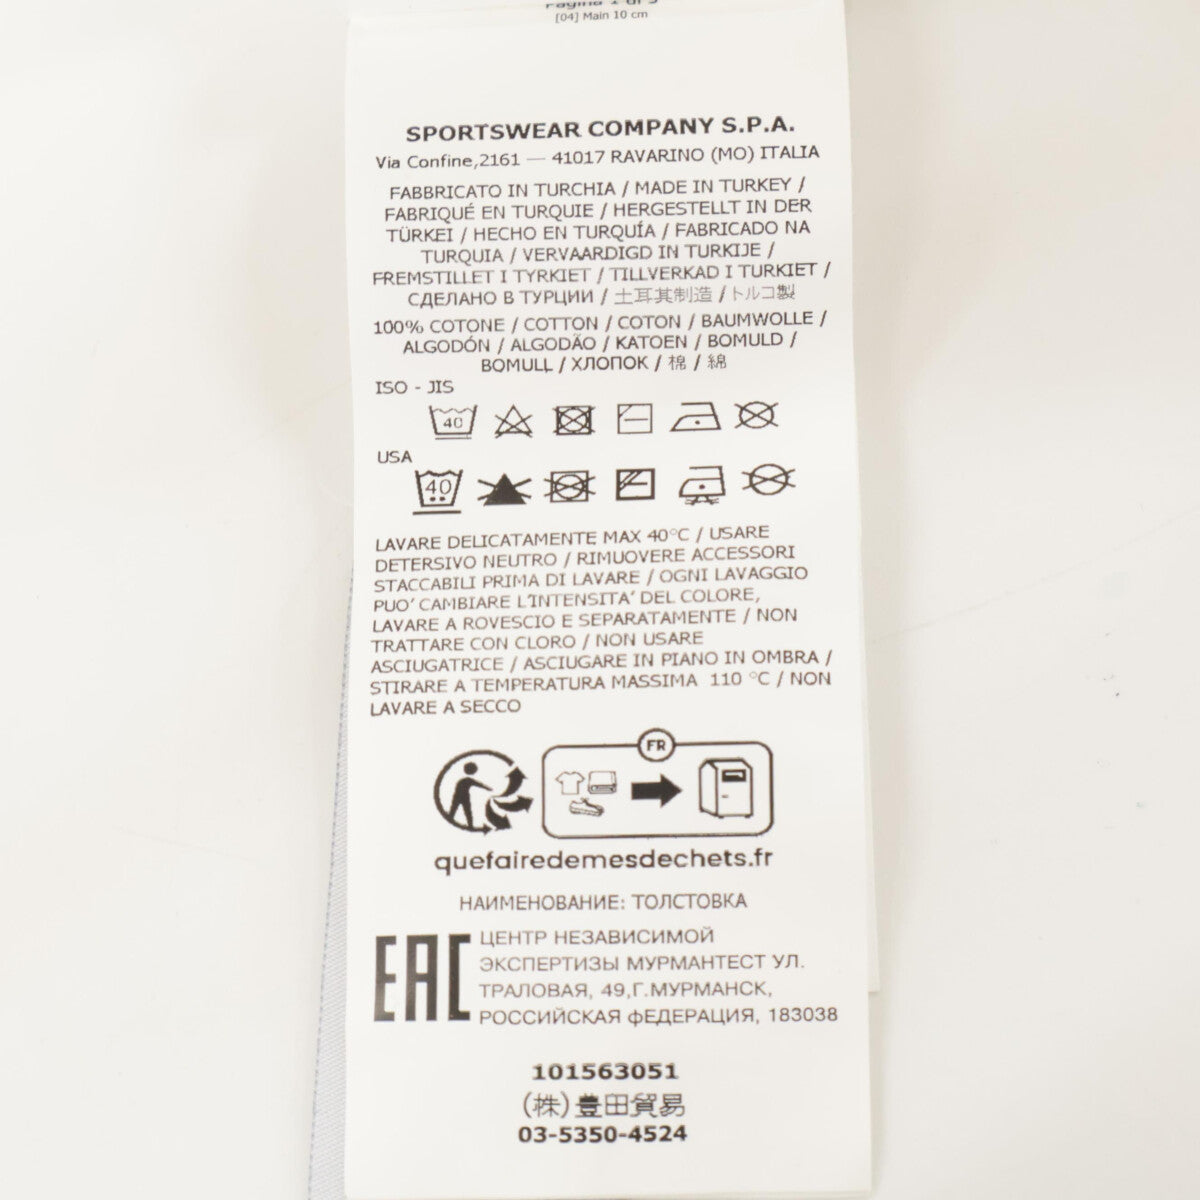 Pagina 1 di 5
[04] Main 10 cm
SPORTSWEAR COMPANY S.P.A.
Via Confine,2161 — 41017 RAVARINO (MO) ITALIA
FABBRICATO IN TURCHIA / MADE IN TURKEY /
FABRIQUÉ EN TURQUIE / HERGESTELLT IN DER
TÜRKEI / HECHO EN TURQUÍA / FABRICADO NA
TURQUIA / VERVAARDIGD IN TURKIJE /
FREMSTILLET I TYRKIET / TILLVERKAD I TURKIET /
СДЕЛАНО В ТУРЦИИ / 土耳其制造 / トルコ製
100% COTONE / COTTON / COTON / BAUMWOLLE /
ALGODÓN / ALGODÃO / KATOEN / BOMULD /
BOMULL / ХЛОПОК / 棉 / 綿
ISO - JIS
40
USA
40
LAVARE DELICATAMENTE MAX 40°C / USARE
DETERSIVO NEUTRO / RIMUOVERE ACCESSORI
STACCABILI PRIMA DI LAVARE / OGNI LAVAGGIO
PUO' CAMBIARE L'INTENSITA' DEL COLORE,
LAVARE A ROVESCIO E SEPARATAMENTE / NON
TRATTARE CON CLORO / NON USARE
ASCIUGATRICE / ASCIUGARE IN PIANO IN OMBRA /
STIRARE A TEMPERATURA MASSIMA 110 °C / NON
LAVARE A SECCO
FR
quefairedemesdechets.fr
НАИМЕНОВАНИЕ: ТОЛСТОВКА
EAC
ЦЕНТР НЕЗАВИСИМОЙ
ЭКСПЕРТИЗЫ МУРМАНТЕСТ УЛ.
ТРАЛОВАЯ, 49,Г.МУРМАНСК,
РОССИЙСКАЯ ФЕДЕРАЦИЯ, 183038
101563051
(株)豊田貿易
03-5350-4524